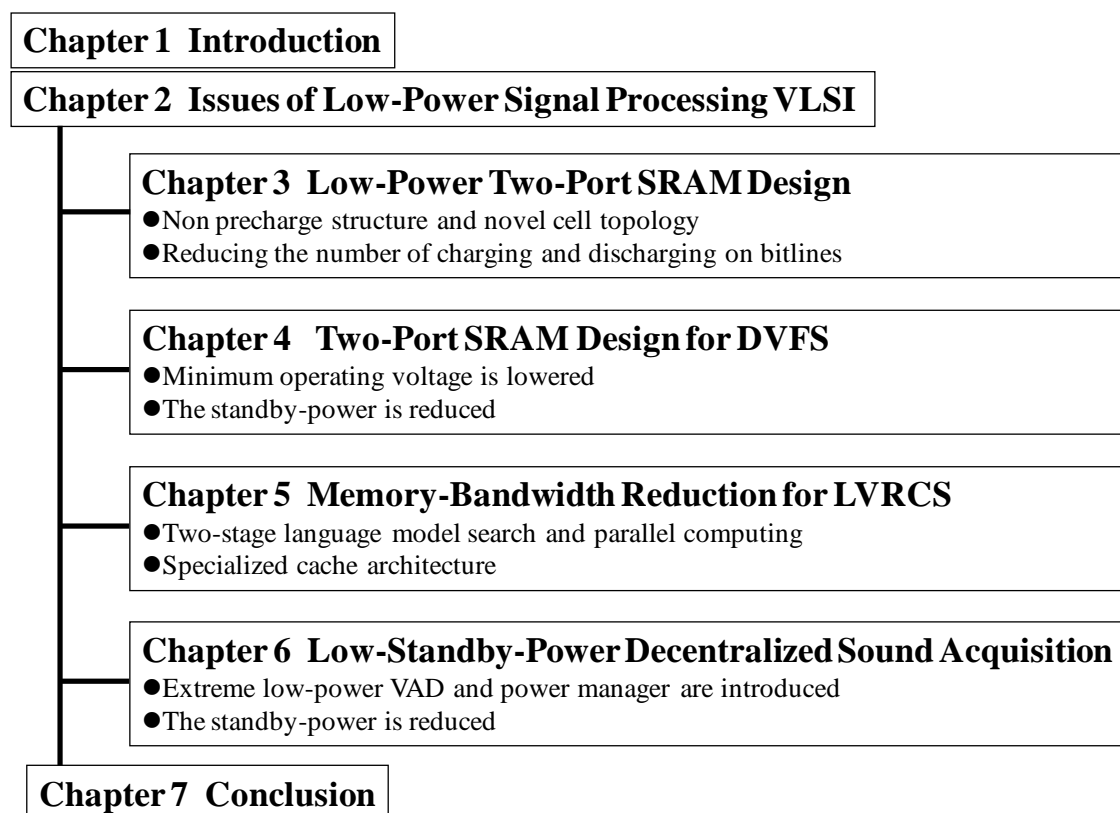 Chapter 1 Introduction
Chapter 2 Issues of Low-Power Signal Processing VLSI
Chapter 3 Low-Power Two-Port SRAM Design
●Non precharge structure and novel cell topology
●Reducing the number of charging and discharging on bitlines
Chapter 4 Two-Port SRAM Design for DVFS
●Minimum operating voltage is lowered
●The standby-power is reduced
Chapter 5 Memory-Bandwidth Reduction for LVRCS
●Two-stage language model search and parallel computing
●Specialized cache architecture
Chapter 6 Low-Standby-Power Decentralized Sound Acquisition
●Extreme low-power VAD and power manager are introduced
●The standby-power is reduced
Chapter 7 Conclusion